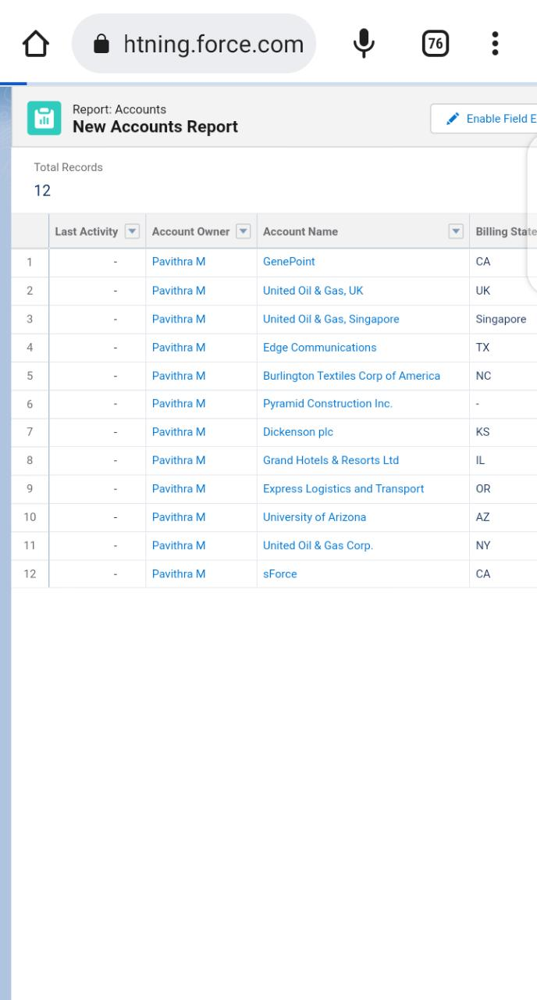 htning.force.com 76
Report: Accounts
New Accounts Report
Enable Field E
Total Records
12
Last Activity Account Owner Account Name Billing State
1 - Pavithra M GenePoint CA
2 - Pavithra M United Oil & Gas, UK UK
3 - Pavithra M United Oil & Gas, Singapore Singapore
4 - Pavithra M Edge Communications TX
5 - Pavithra M Burlington Textiles Corp of America NC
6 - Pavithra M Pyramid Construction Inc. -
7 - Pavithra M Dickenson plc KS
8 - Pavithra M Grand Hotels & Resorts Ltd IL
9 - Pavithra M Express Logistics and Transport OR
10 - Pavithra M University of Arizona AZ
11 - Pavithra M United Oil & Gas Corp. NY
12 - Pavithra M sForce CA